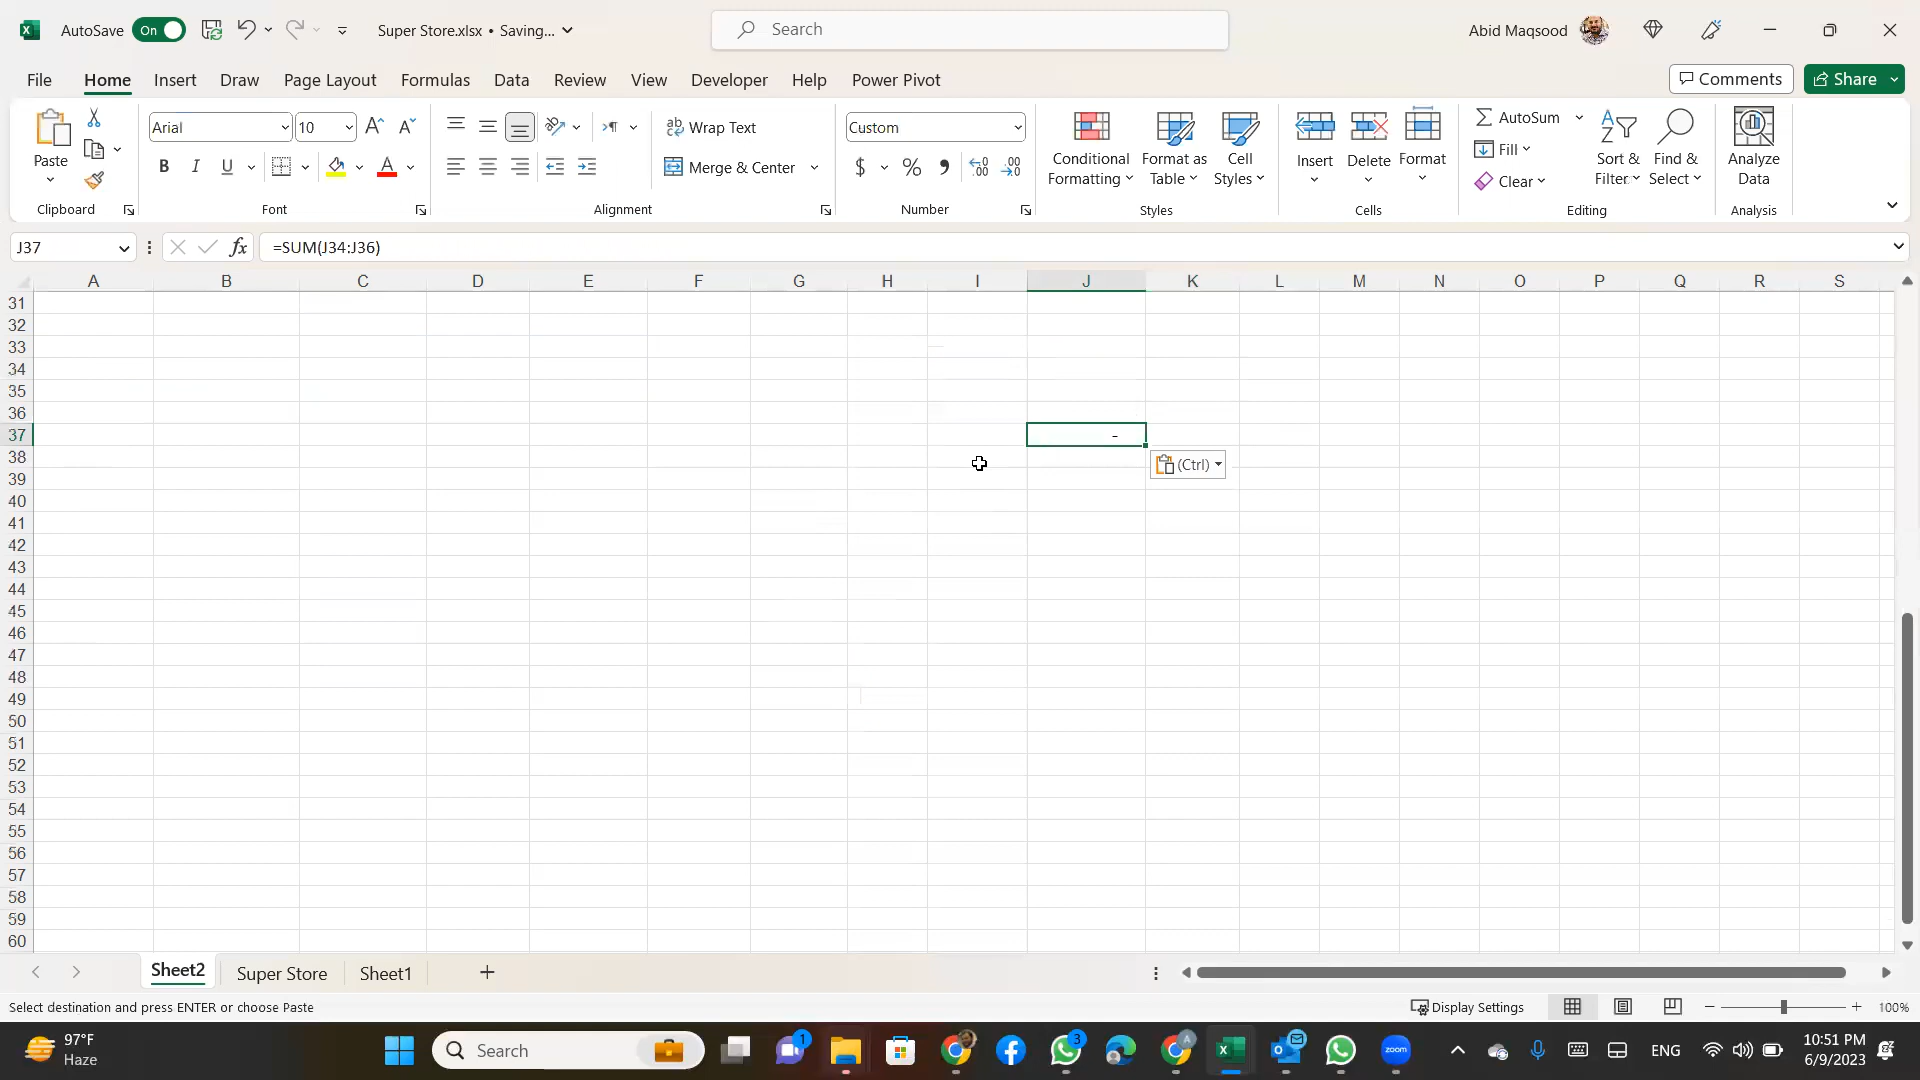 AutoSave On Super Store.xlsx • Saving... Search Abid Maqsood
File Home Insert Draw Page Layout Formulas Data Review View Developer Help Power Pivot Comments Share
Paste
Clipboard
Arial 10
B I U
Font
Wrap Text
Merge & Center
Alignment
Custom
$ %
Number
Conditional Formatting
Format as Table
Cell Styles
Styles
Insert Delete Format
Cells
AutoSum
Fill
Clear
Sort & Filter
Find & Select
Editing
Analyze Data
Analysis
J37 fx =SUM(J34:J36)
A B C D E F G H I J K L M N O P Q R S
31
32
33
34
35
36
37 -
38 (Ctrl)
39
40
41
42
43
44
45
46
47
48
49
50
51
52
53
54
55
56
57
58
59
60
Sheet2 Super Store Sheet1 +
Select destination and press ENTER or choose Paste Display Settings 100%
97°F
Haze
Search
1
3
zoom
ENG
10:51 PM
6/9/2023